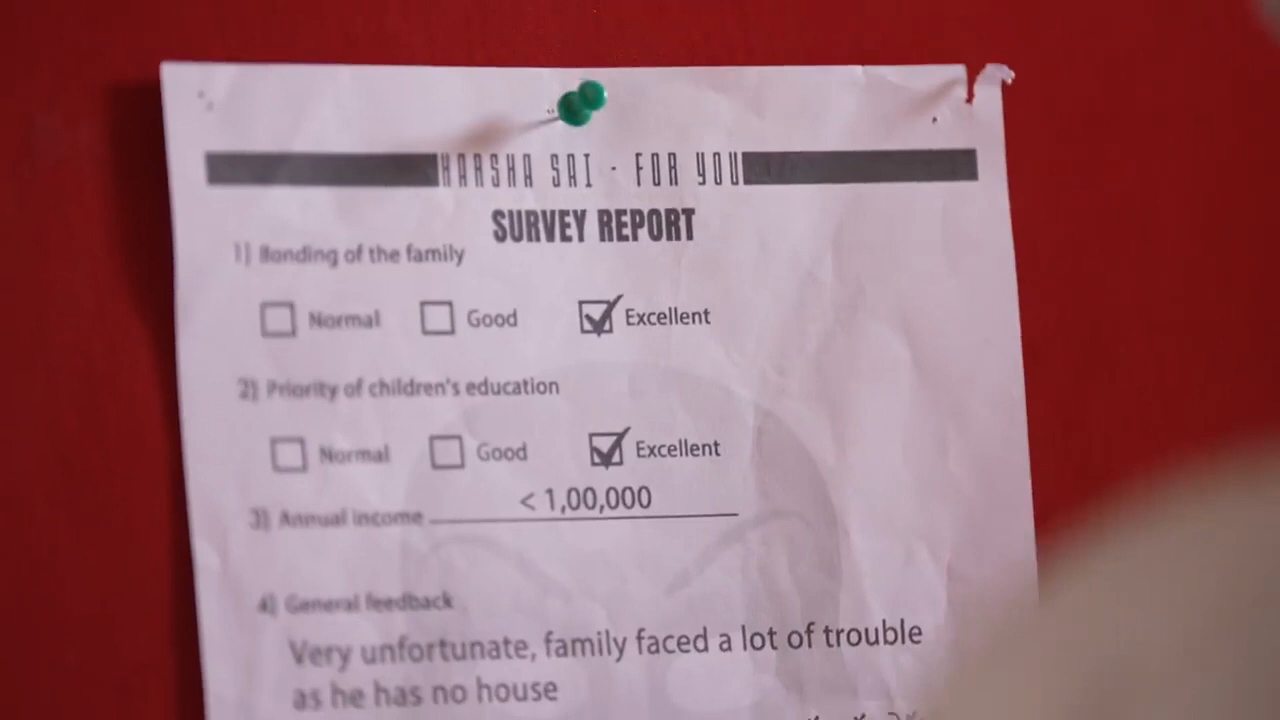 HARSHA SAI - FOR YOU
SURVEY REPORT
1) Bonding of the family
Normal Good Excellent
2) Priority of children's education
Normal Good Excellent
3) Annual income < 1,00,000
4) General feedback
Very unfortunate, family faced a lot of trouble
as he has no house